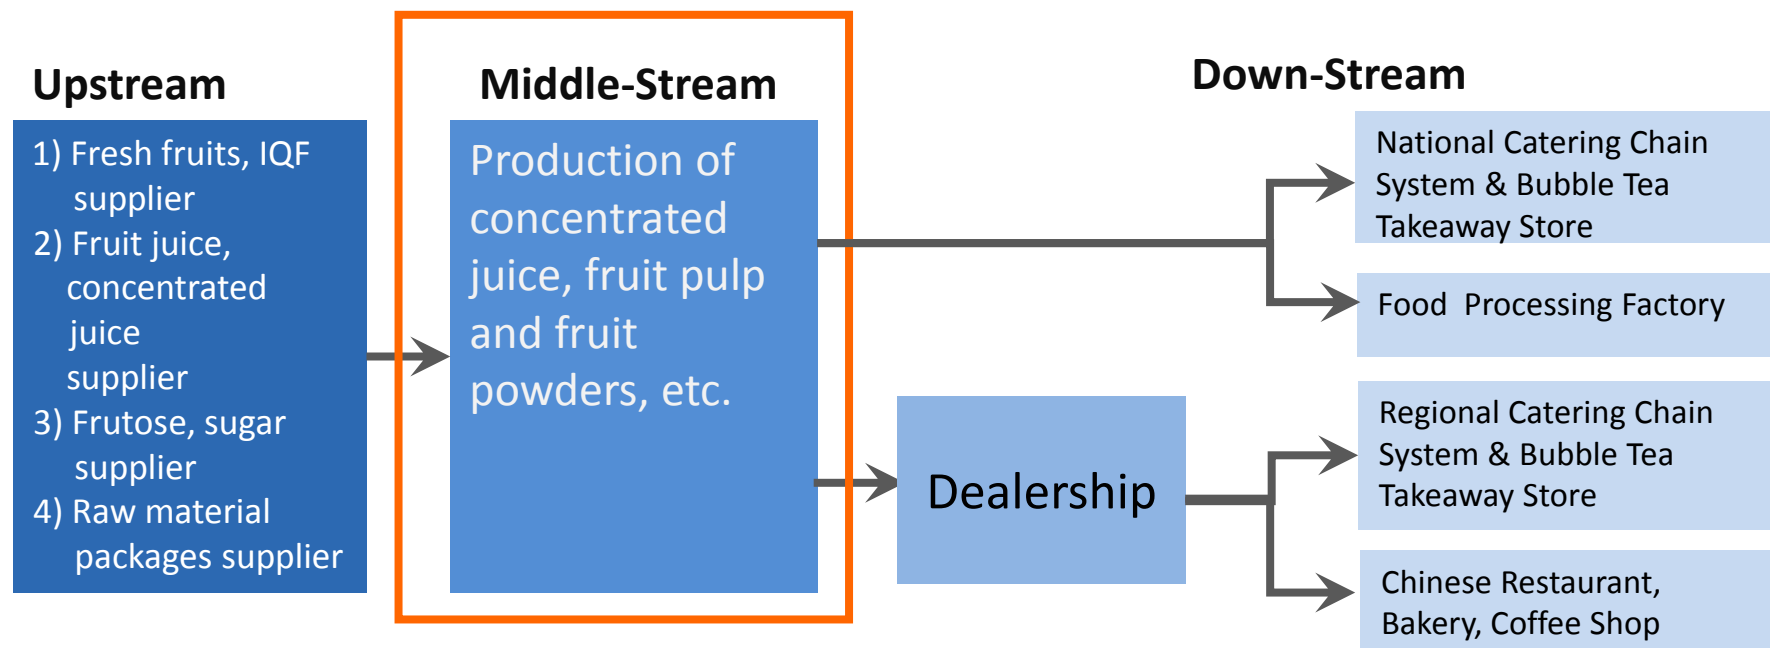 Upstream
1) Fresh fruits, IQF
supplier
2) Fruit juice,
concentrated
juice
supplier
3) Frutose, sugar
supplier
4) Raw material
packages supplier
Middle-Stream
Production of
concentrated
juice, fruit pulp
and fruit
powders, etc.
Dealership
Down-Stream
National Catering Chain
System & Bubble Tea
Takeaway Store
Food Processing Factory
Regional Catering Chain
System & Bubble Tea
Takeaway Store
Chinese Restaurant,
Bakery, Coffee Shop